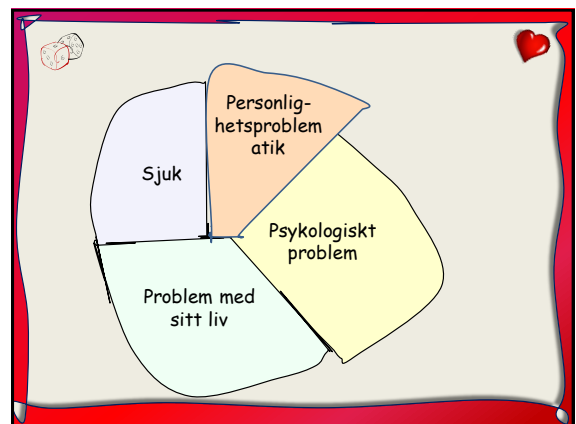 Personlig-
hetsproblem
atik
Sjuk
Psykologiskt
problem
Problem med
sitt liv